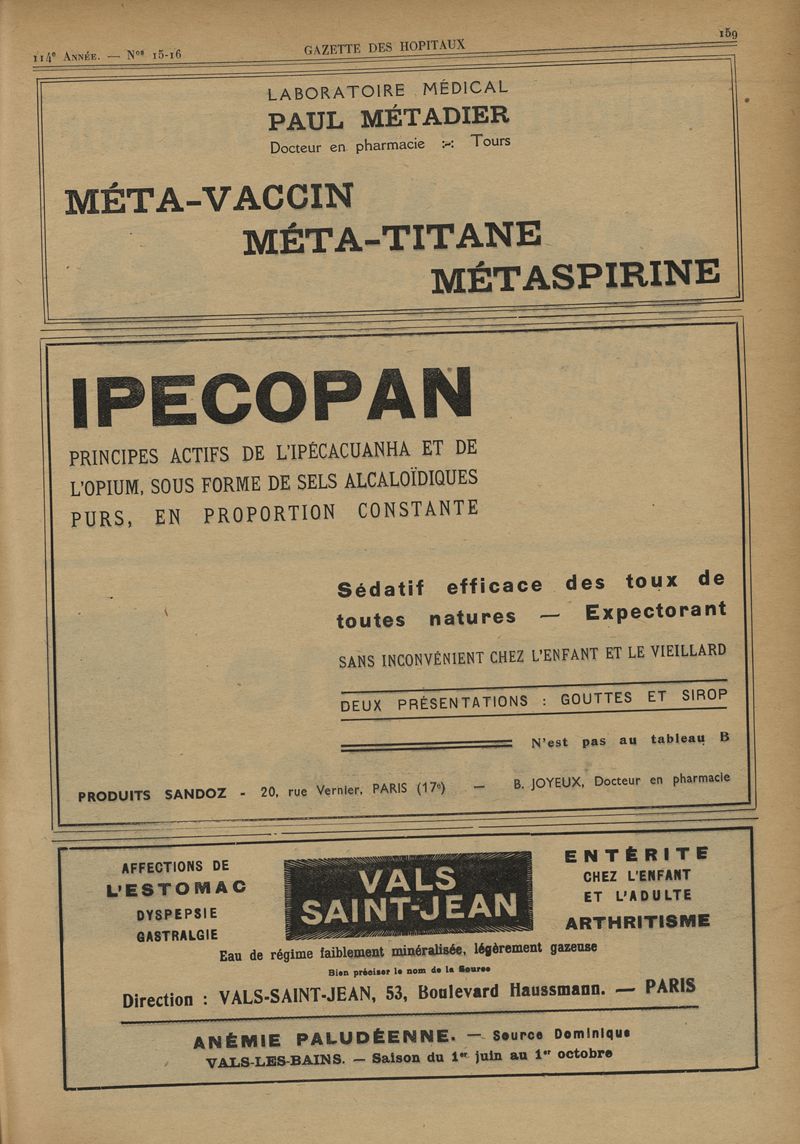 114e ANNÉE. — Nos 15-16
GAZETTE DES HOPITAUX
159
LABORATOIRE MÉDICAL
PAUL MÉTADIER
Docteur en pharmacie :-: Tours
MÉTA-VACCIN
MÉTA-TITANE
MÉTASPIRINE
IPECOPAN
PRINCIPES ACTIFS DE L'IPÉCACUANHA ET DE
L'OPIUM, SOUS FORME DE SELS ALCALOÏDIQUES
PURS, EN PROPORTION CONSTANTE
Sédatif efficace des toux de
toutes natures — Expectorant
SANS INCONVÉNIENT CHEZ L'ENFANT ET LE VIEILLARD
DEUX PRÉSENTATIONS : GOUTTES ET SIROP
N'est pas au tableau B
PRODUITS SANDOZ - 20, rue Vernier, PARIS (17e) — B. JOYEUX, Docteur en pharmacie
AFFECTIONS DE
L'ESTOMAC
DYSPEPSIE
GASTRALGIE
VALS
SAINT-JEAN
ENTÉRITE
CHEZ L'ENFANT
ET L'ADULTE
ARTHRITISME
Eau de régime faiblement minéralisée, légèrement gazeuse
Bien préciser le nom de la Source
Direction : VALS-SAINT-JEAN, 53, Boulevard Haussmann. — PARIS
ANÉMIE PALUDÉENNE. — Source Dominique
VALS-LES-BAINS. — Saison du 1er juin au 1er octobre